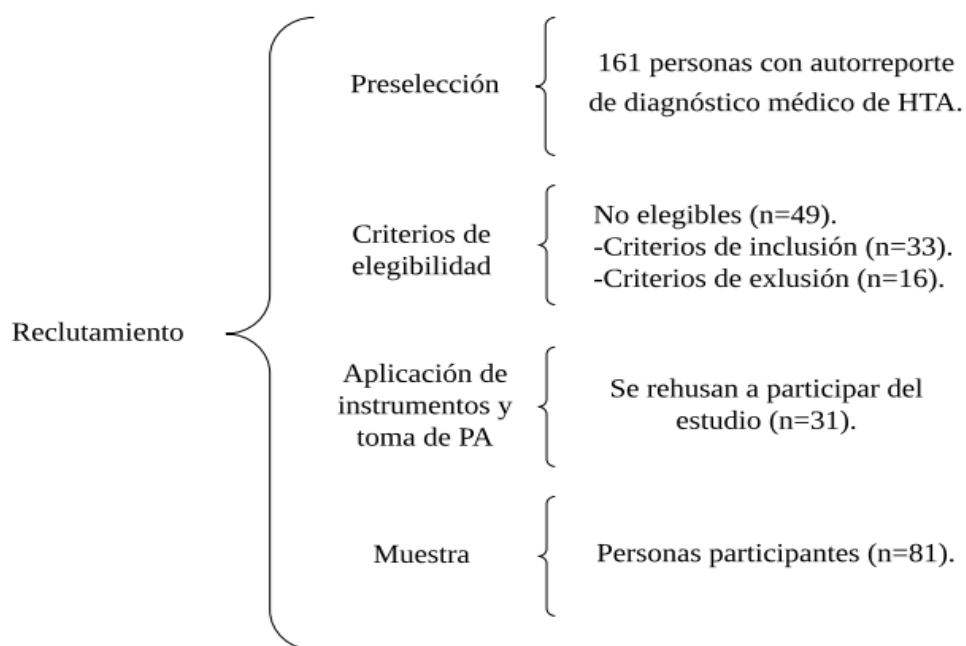 Reclutamiento
Preselección
161 personas con autorreporte
de diagnóstico médico de HTA.
Criterios de
elegibilidad
No elegibles (n=49).
-Criterios de inclusión (n=33).
-Criterios de exlusión (n=16).
Aplicación de
instrumentos y
toma de PA
Se rehusan a participar del
estudio (n=31).
Muestra
Personas participantes (n=81).